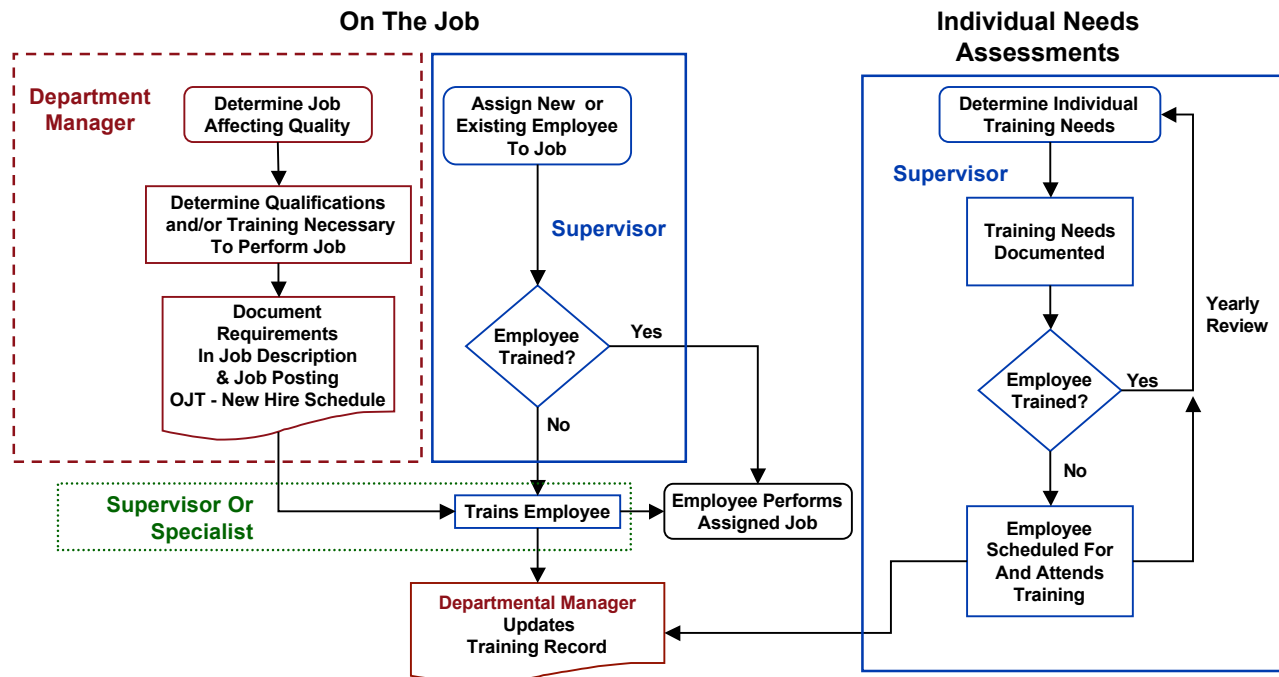 On The Job
Individual Needs
Assessments
Department
Manager
Determine Job
Affecting Quality
Determine Qualifications
and/or Training Necessary
To Perform Job
Document
Requirements
In Job Description
& Job Posting
OJT - New Hire Schedule
Assign New or
Existing Employee
To Job
Supervisor
Employee
Trained?
Yes
No
Supervisor Or
Specialist
Trains Employee
Employee Performs
Assigned Job
Departmental Manager
Updates
Training Record
Determine Individual
Training Needs
Supervisor
Training Needs
Documented
Yearly
Review
Employee
Trained?
Yes
No
Employee
Scheduled For
And Attends
Training